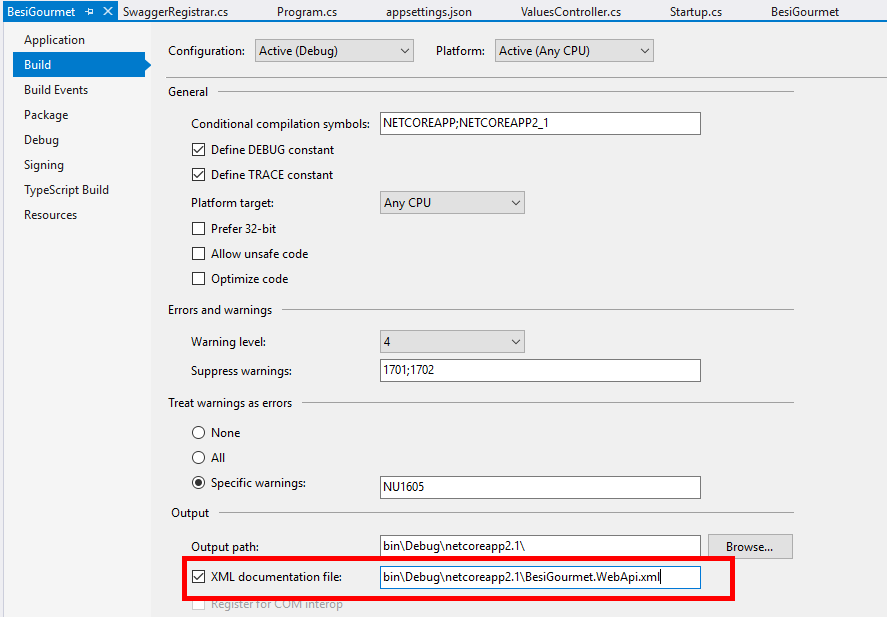 BesiGourmet SwaggerRegistrar.cs Program.cs appsettings.json ValuesController.cs Startup.cs BesiGourmet
Application
Build
Build Events
Package
Debug
Signing
TypeScript Build
Resources
Configuration: Active (Debug) Platform: Active (Any CPU)
General
Conditional compilation symbols: NETCOREAPP;NETCOREAPP2_1
Define DEBUG constant
Define TRACE constant
Platform target: Any CPU
Prefer 32-bit
Allow unsafe code
Optimize code
Errors and warnings
Warning level: 4
Suppress warnings: 1701;1702
Treat warnings as errors
None
All
Specific warnings: NU1605
Output
Output path: bin\Debug\netcoreapp2.1\ Browse...
XML documentation file: bin\Debug\netcoreapp2.1\BesiGourmet.WebApi.xml
Register for COM interop